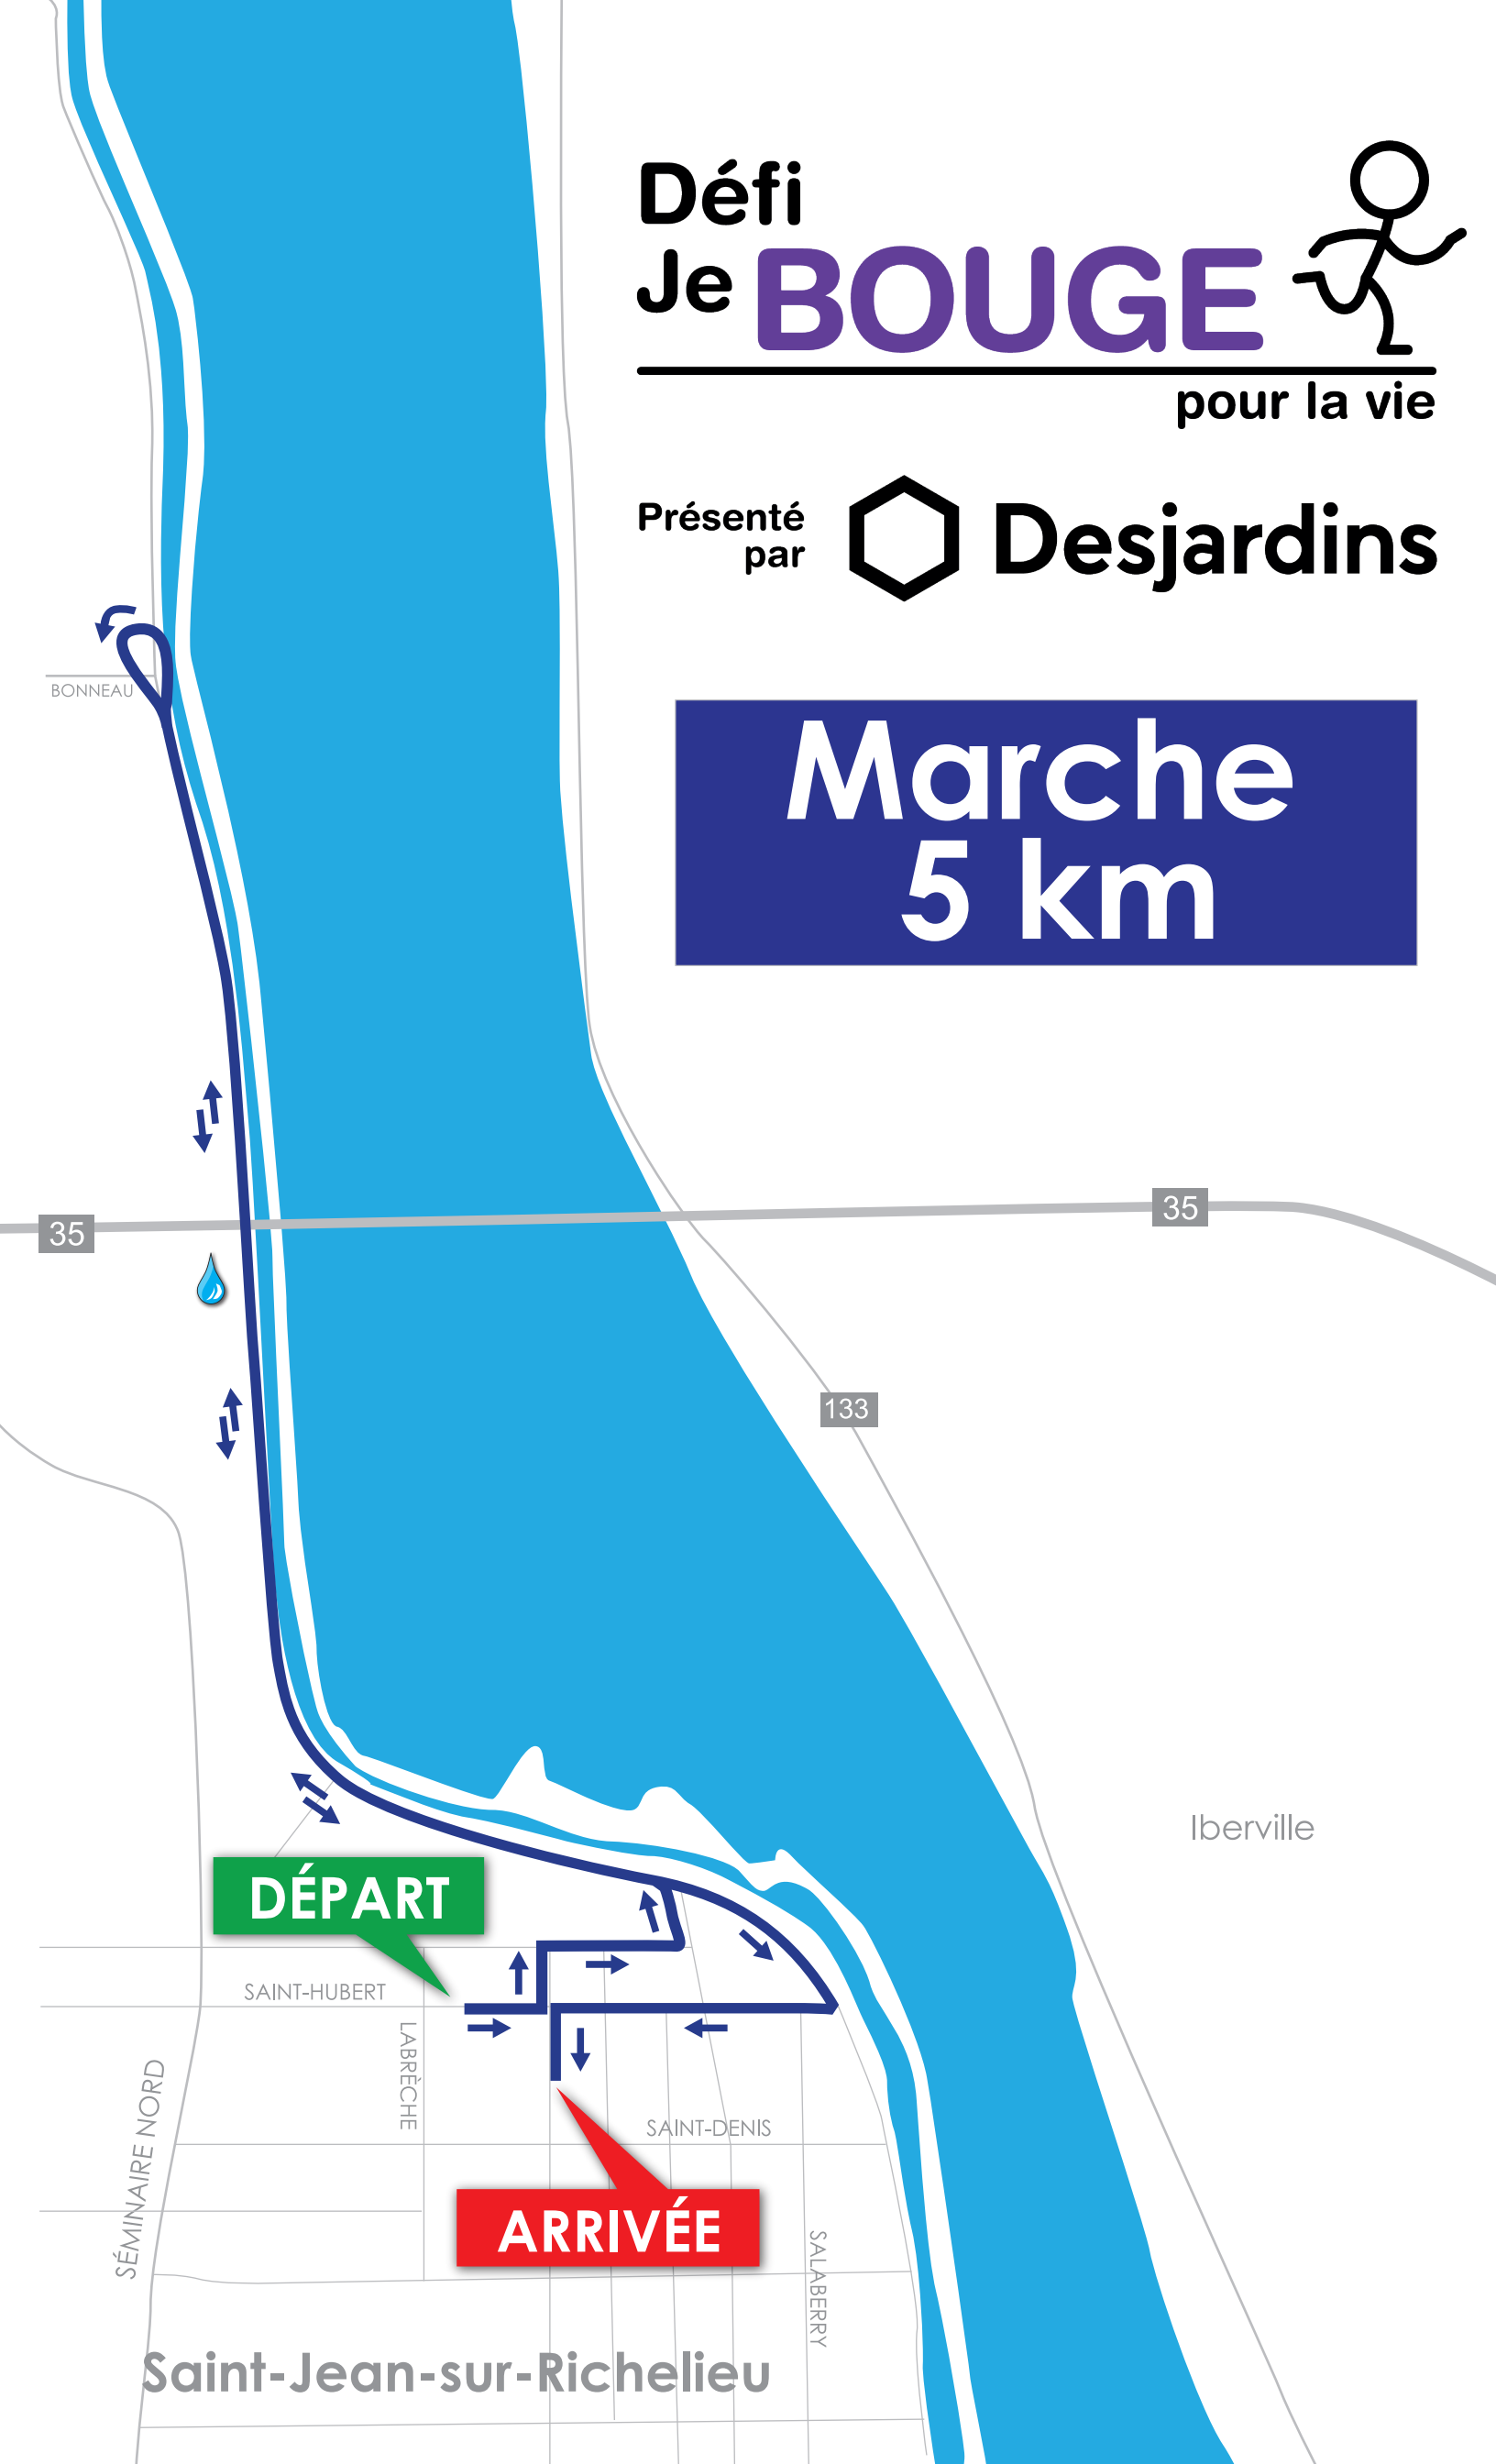 Défi
Je BOUGE
pour la vie
Présenté
par
Desjardins
BONNEAU
Marche
5 km
35
35
133
Iberville
DÉPART
SAINT-HUBERT
LABRÈCHE
SÉMINAIRE NORD
SAINT-DENIS
ARRIVÉE
SALABERRY
Saint-Jean-sur-Richelieu